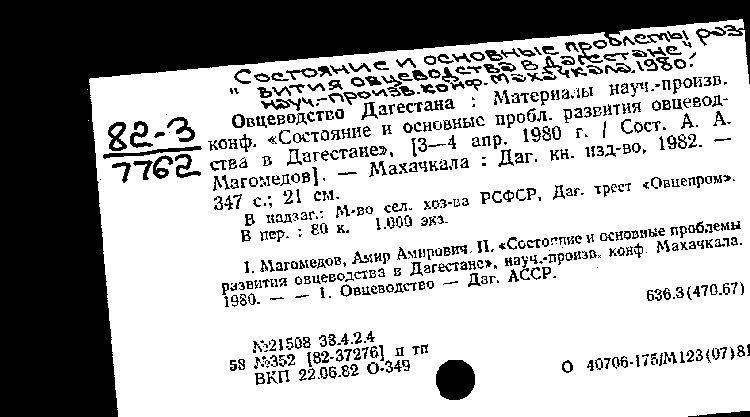 "Состояние и основные проблемы раз-
вития овцеводства в Дагестане",
науч.-произв. конф. Махачкала, 1980.
82-3
7762
Овцеводство Дагестана : Материалы науч.-произв.
конф. «Состояние и основные пробл. развития овцевод-
ства в Дагестане», [3—4 апр. 1980 г. / Сост. А. А.
Магомедов]. — Махачкала : Даг. кн. изд-во, 1982. —
347 с.; 21 см.
В надзаг.: М-во сел. хоз-ва РСФСР, Даг. трест «Овцепром».
В пер. : 80 к. 1.000 экз.
I. Магомедов, Амир Амирович. II. «Состояние и основные проблемы
развития овцеводства в Дагестане», науч.-произв. конф. Махачкала.
1980. — — 1. Овцеводство — Даг. АССР.
636.3(470.67)
№21508 38.4.2.4
58 №352 [82-37276] п тп
ВКП 22.06.82 О-349
О 40706-175/М123(07)81